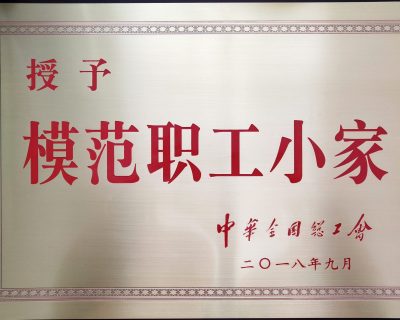 授予
模范职工小家
中华全国总工会
二〇一八年九月